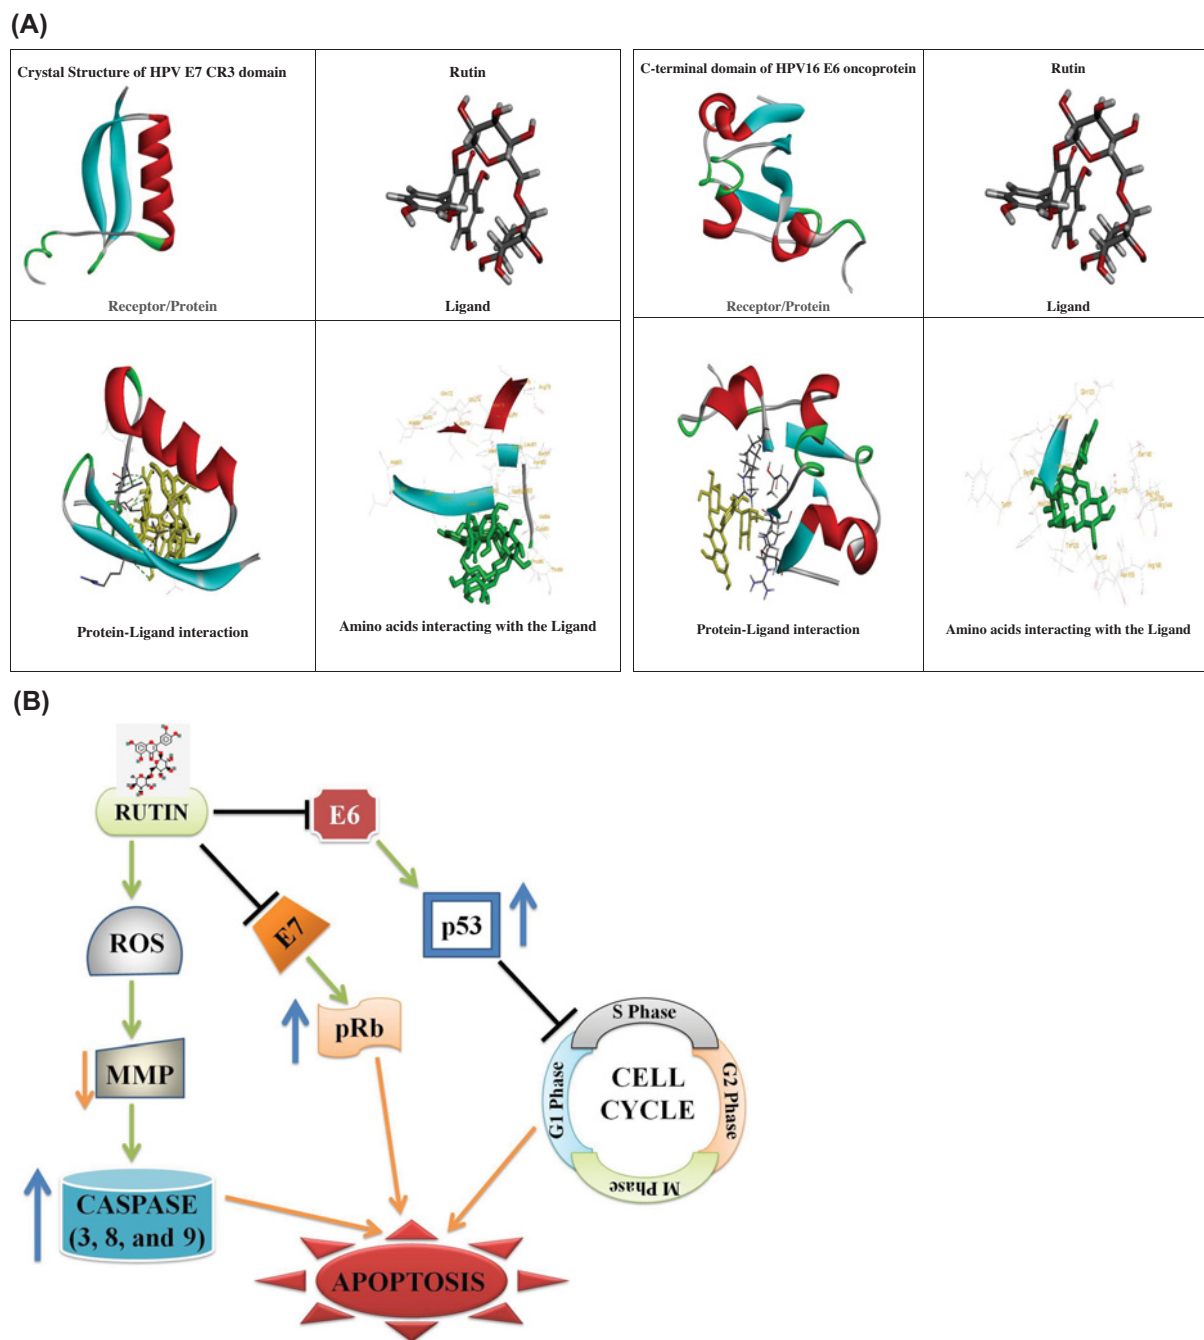 (A)
Crystal Structure of HPV E7 CR3 domain
Rutin
Receptor/Protein
Ligand
Protein-Ligand interaction
Amino acids interacting with the Ligand
C-terminal domain of HPV16 E6 oncoprotein
Rutin
Receptor/Protein
Ligand
Protein-Ligand interaction
Amino acids interacting with the Ligand
(B)
RUTIN
E6
E7
p53
ROS
pRb
MMP
S Phase
G1 Phase
CELL
CYCLE
G2 Phase
M Phase
CASPASE
(3, 8, and 9)
APOPTOSIS